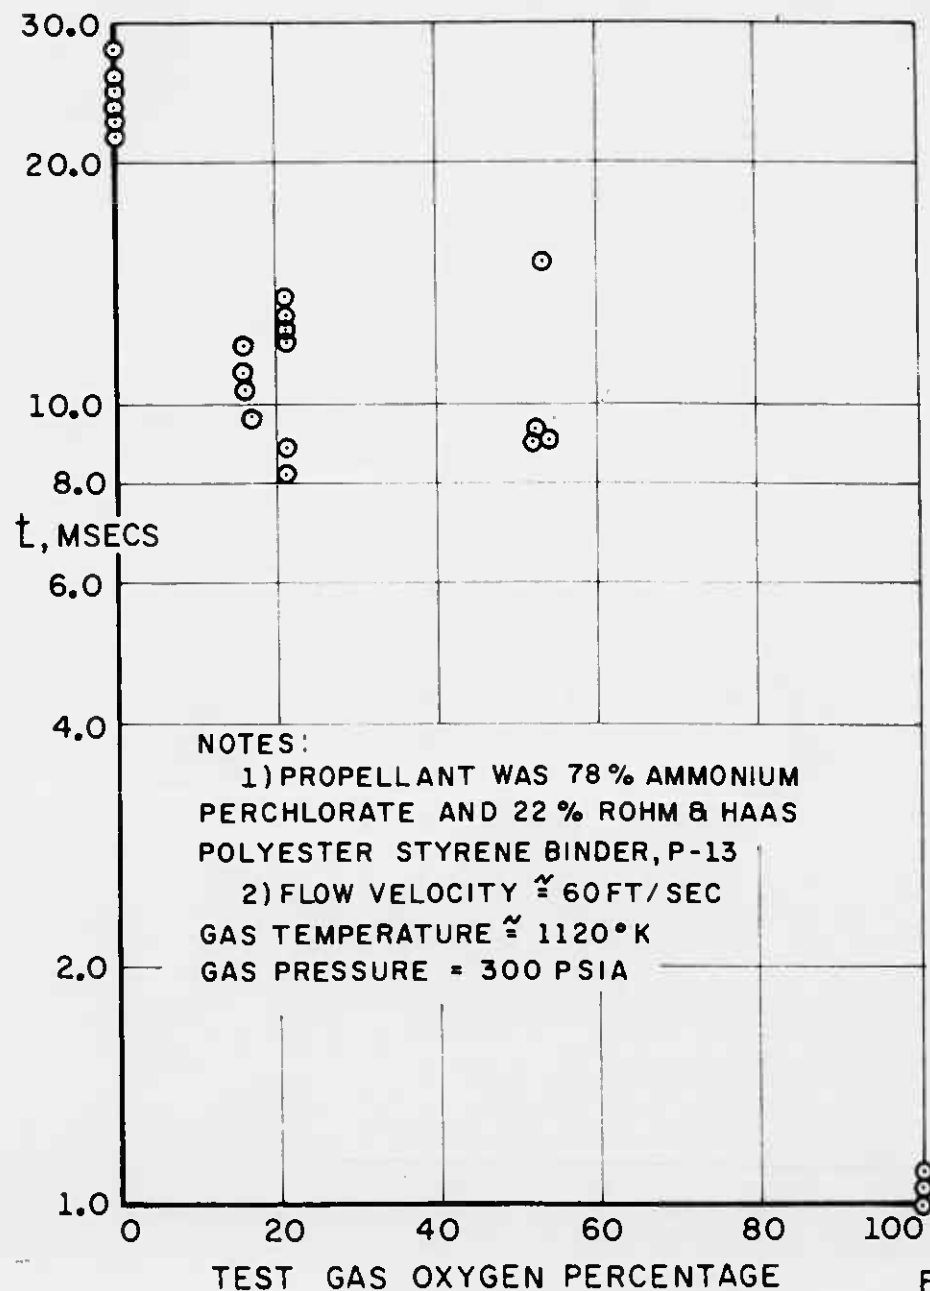 30.0
20.0
10.0
8.0
t, MSECS
6.0
4.0
NOTES:
1) PROPELLANT WAS 78% AMMONIUM
PERCHLORATE AND 22% ROHM & HAAS
POLYESTER STYRENE BINDER, P-13
2) FLOW VELOCITY ≅ 60 FT/SEC
GAS TEMPERATURE ≅ 1120°K
GAS PRESSURE = 300 PSIA
2.0
1.0
0 20 40 60 80 100
TEST GAS OXYGEN PERCENTAGE